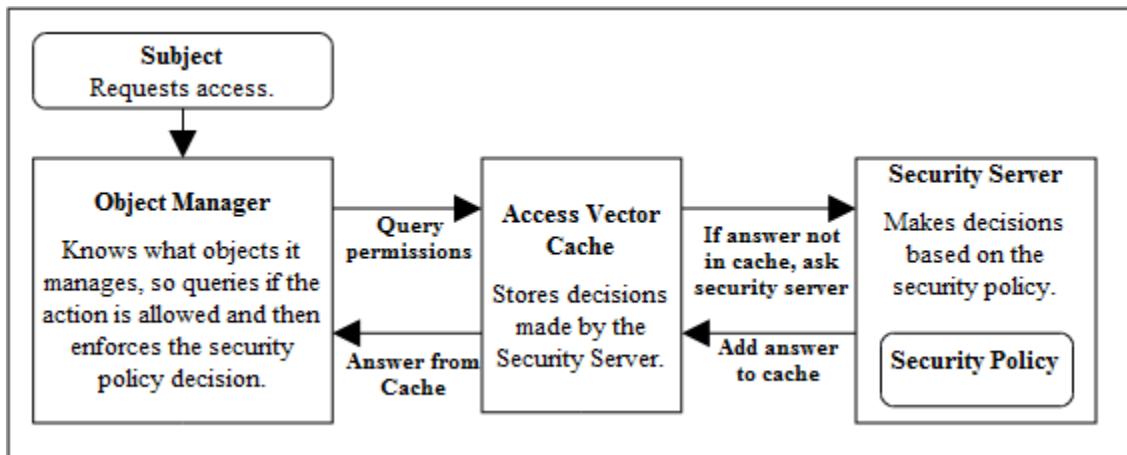 Subject
Requests access.
Object Manager
Knows what objects it
manages, so queries if the
action is allowed and then
enforces the security
policy decision.
Query
permissions
Answer from
Cache
Access Vector
Cache
Stores decisions
made by the
Security Server.
If answer not
in cache, ask
security server
Add answer
to cache
Security Server
Makes decisions
based on the
security policy.
Security Policy